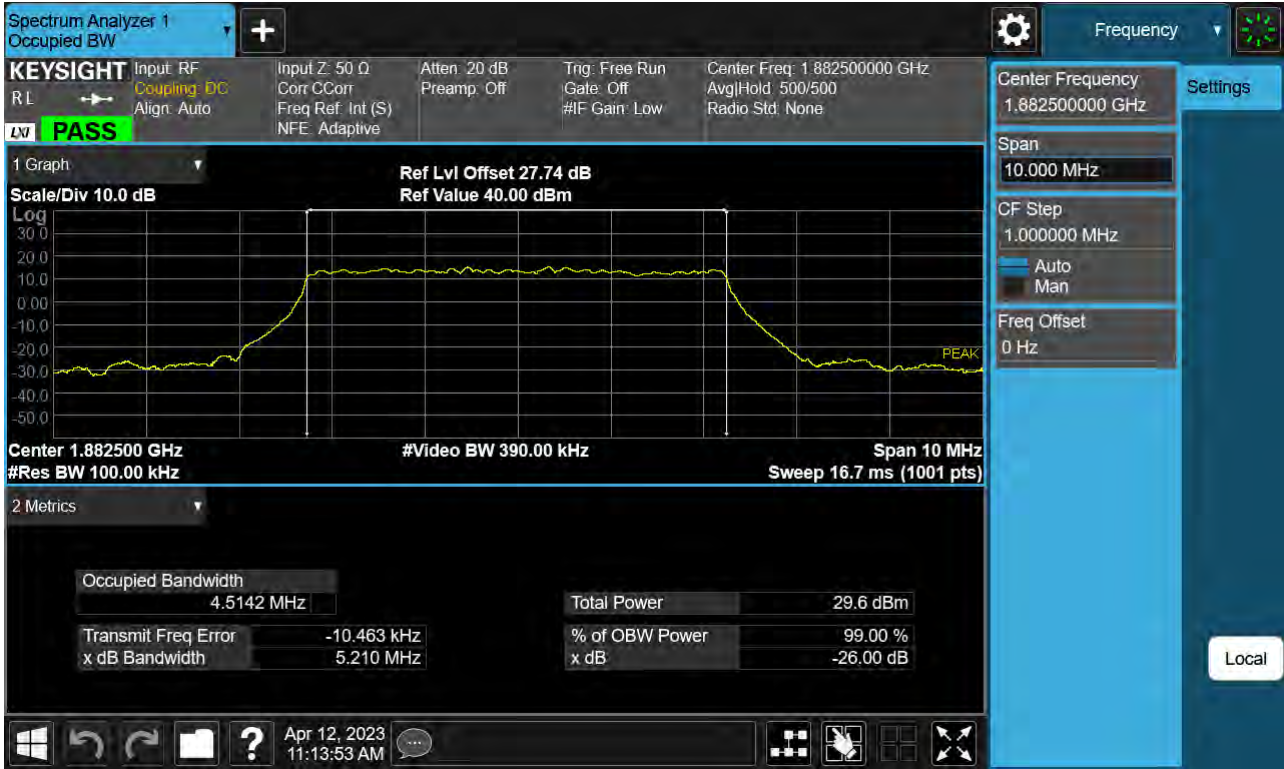 Spectrum Analyzer 1
Occupied BW
Frequency
KEYSIGHT
R L
LXI
PASS
Input: RF
Coupling: DC
Align: Auto
Input Z: 50 Ω
Corr CCorr
Freq Ref: Int (S)
NFE: Adaptive
Atten: 20 dB
Preamp: Off
Trig: Free Run
Gate: Off
#IF Gain: Low
Center Freq: 1.882500000 GHz
Avg|Hold: 500/500
Radio Std: None
1 Graph
Scale/Div 10.0 dB
Ref Lvl Offset 27.74 dB
Ref Value 40.00 dBm
Log
30.0
20.0
10.0
0.00
-10.0
-20.0
-30.0
-40.0
-50.0
PEAK
Center 1.882500 GHz
#Video BW 390.00 kHz
Span 10 MHz
#Res BW 100.00 kHz
Sweep 16.7 ms (1001 pts)
2 Metrics
Occupied Bandwidth
4.5142 MHz
Total Power 29.6 dBm
Transmit Freq Error -10.463 kHz
% of OBW Power 99.00 %
x dB Bandwidth 5.210 MHz
x dB -26.00 dB
Center Frequency
1.882500000 GHz
Span
10.000 MHz
CF Step
1.000000 MHz
Auto
Man
Freq Offset
0 Hz
Settings
Local
?
Apr 12, 2023
11:13:53 AM